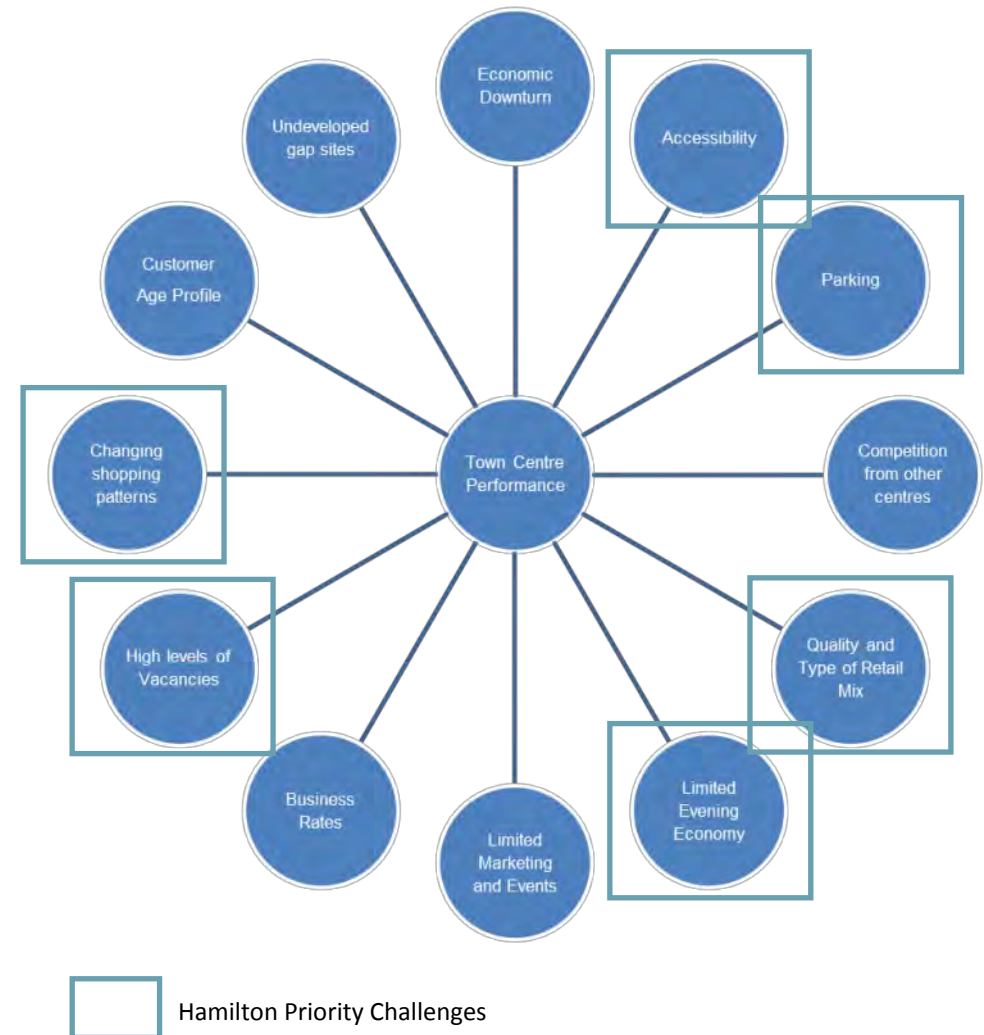 Economic
Downturn
Accessibility
Parking
Competition
from other
centres
Quality and
Type of Retail
Mix
Limited
Evening
Economy
Limited
Marketing
and Events
Business
Rates
High levels of
Vacancies
Changing
shopping
patterns
Customer
Age Profile
Undeveloped
gap sites
Town Centre
Performance
Hamilton Priority Challenges